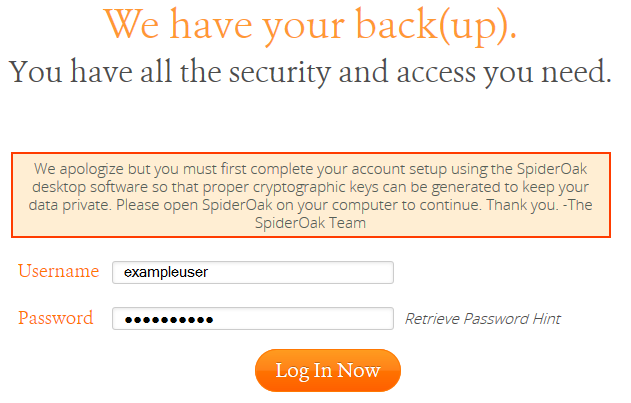 We have your back(up).
You have all the security and access you need.
We apologize but you must first complete your account setup using the SpiderOak
desktop software so that proper cryptographic keys can be generated to keep your
data private. Please open SpiderOak on your computer to continue. Thank you. -The
SpiderOak Team
Username exampleuser
Password ●●●●●●●●●● Retrieve Password Hint
Log In Now